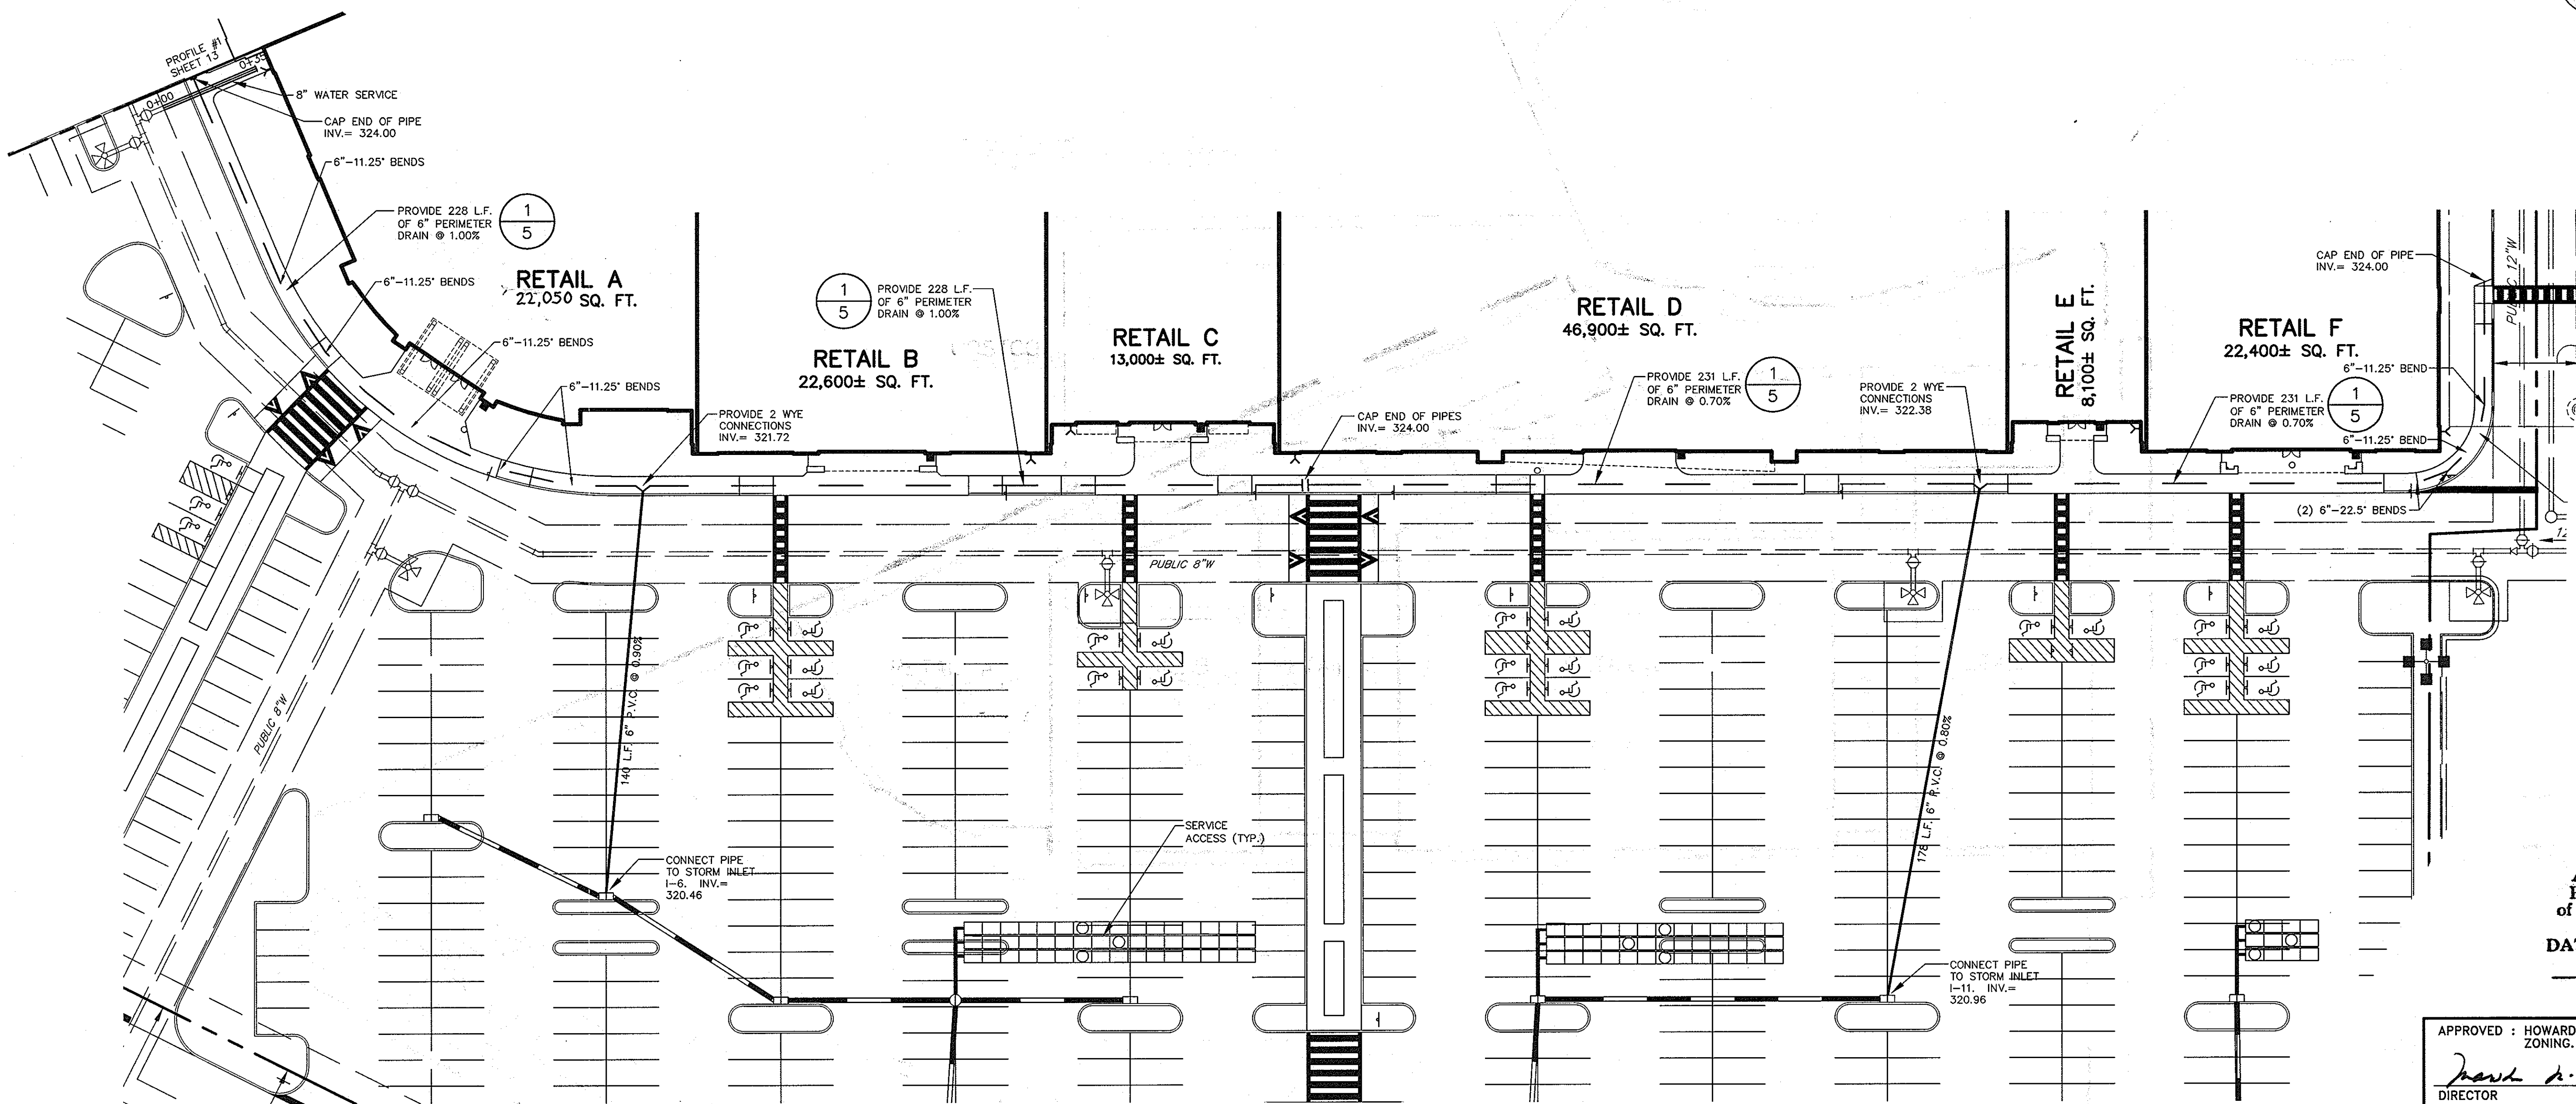 PROFILE #1
SHEET 13
0+35
0+00
8" WATER SERVICE
CAP END OF PIPE
INV.= 324.00
6"-11.25° BENDS
PROVIDE 228 L.F.
OF 6" PERIMETER
DRAIN @ 1.00%
1
5
6"-11.25° BENDS
RETAIL A
22,050 SQ. FT.
6"-11.25° BENDS
6"-11.25° BENDS
PROVIDE 2 WYE
CONNECTIONS
INV.= 321.72
1
5
PROVIDE 228 L.F.
OF 6" PERIMETER
DRAIN @ 1.00%
RETAIL B
22,600± SQ. FT.
RETAIL C
13,000± SQ. FT.
CAP END OF PIPES
INV.= 324.00
RETAIL D
46,900± SQ. FT.
PROVIDE 231 L.F.
OF 6" PERIMETER
DRAIN @ 0.70%
1
5
PROVIDE 2 WYE
CONNECTIONS
INV.= 322.38
RETAIL E
8,100± SQ. FT.
RETAIL F
22,400± SQ. FT.
CAP END OF PIPE
INV.= 324.00
PUBLIC 12"W
6"-11.25° BEND
PROVIDE 231 L.F.
OF 6" PERIMETER
DRAIN @ 0.70%
1
5
6"-11.25° BEND
(2) 6"-22.5° BENDS
PUBLIC 8"W
PUBLIC 8"W
140 L.F. 6" P.V.C. @ 0.90%
178 L.F. 6" P.V.C. @ 0.80%
SERVICE
ACCESS (TYP.)
CONNECT PIPE
TO STORM INLET
I-6. INV.=
320.46
CONNECT PIPE
TO STORM INLET
I-11. INV.=
320.96
of
DA
APPROVED : HOWARD
ZONING.
DIRECTOR